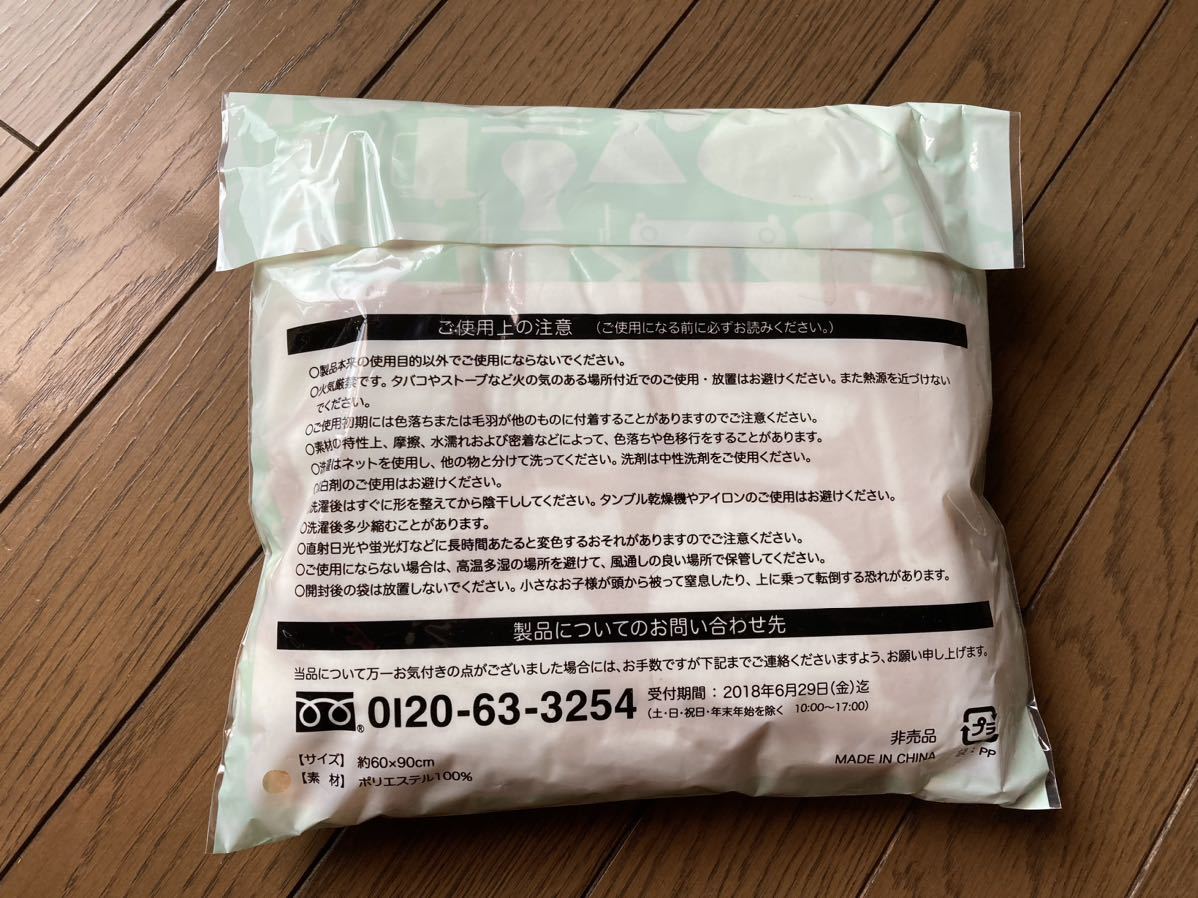 ご使用上の注意 (ご使用になる前に必ずお読みください。)
○製品本来の使用目的以外でご使用にならないでください。
○火気厳禁です。タバコやストーブなど火の気のある場所付近でのご使用・放置はお避けください。また熱源を近づけない
でください。
○ご使用初期には色落ちまたは毛羽が他のものに付着することがありますのでご注意ください。
○素材の特性上、摩擦、水濡れおよび密着などによって、色落ちや色移行をすることがあります。
○洗濯はネットを使用し、他の物と分けて洗ってください。洗剤は中性洗剤をご使用ください。
白剤のご使用はお避けください。
洗濯後はすぐに形を整えてから陰干ししてください。タンブル乾燥機やアイロンのご使用はお避けください。
○洗濯後多少縮むことがあります。
○直射日光や蛍光灯などに長時間あたると変色するおそれがありますのでご注意ください。
○ご使用にならない場合は、高温多湿の場所を避けて、風通しの良い場所で保管してください。
○開封後の袋は放置しないでください。小さなお子様が頭から被って窒息したり、上に乗って転倒する恐れがあります。
製品についてのお問い合わせ先
当品について万一お気付きの点がございました場合には、お手数ですが下記までご連絡くださいますよう、お願い申し上げます。
® 0120-63-3254 受付期間：2018年6月29日(金)迄
(土・日・祝日・年末年始を除く 10:00〜17:00)
【サイズ】 約60×90cm
【素 材】 ポリエステル100%
非売品
MADE IN CHINA
プラ
袋：PP